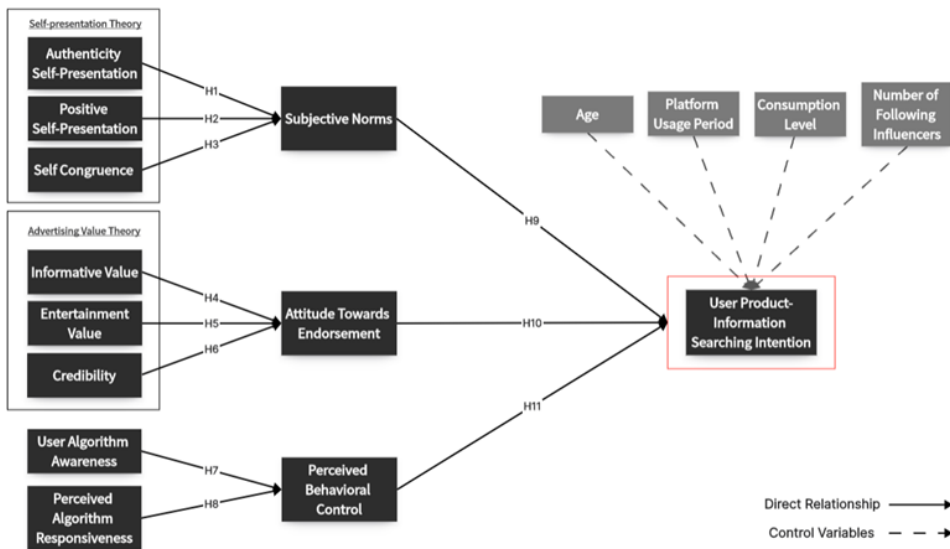 Self-presentation Theory
Authenticity
Self-Presentation
Positive
Self-Presentation
Self Congruence
H1
H2
H3
Subjective Norms
Advertising Value Theory
Informative Value
Entertainment
Value
Credibility
H4
H5
H6
Attitude Towards
Endorsement
User Algorithm
Awareness
Perceived
Algorithm
Responsiveness
H7
H8
Perceived
Behavioral
Control
H9
H10
H11
Age
Platform
Usage Period
Consumption
Level
Number of
Following
Influencers
User Product-
Information
Searching Intention
Direct Relationship
Control Variables